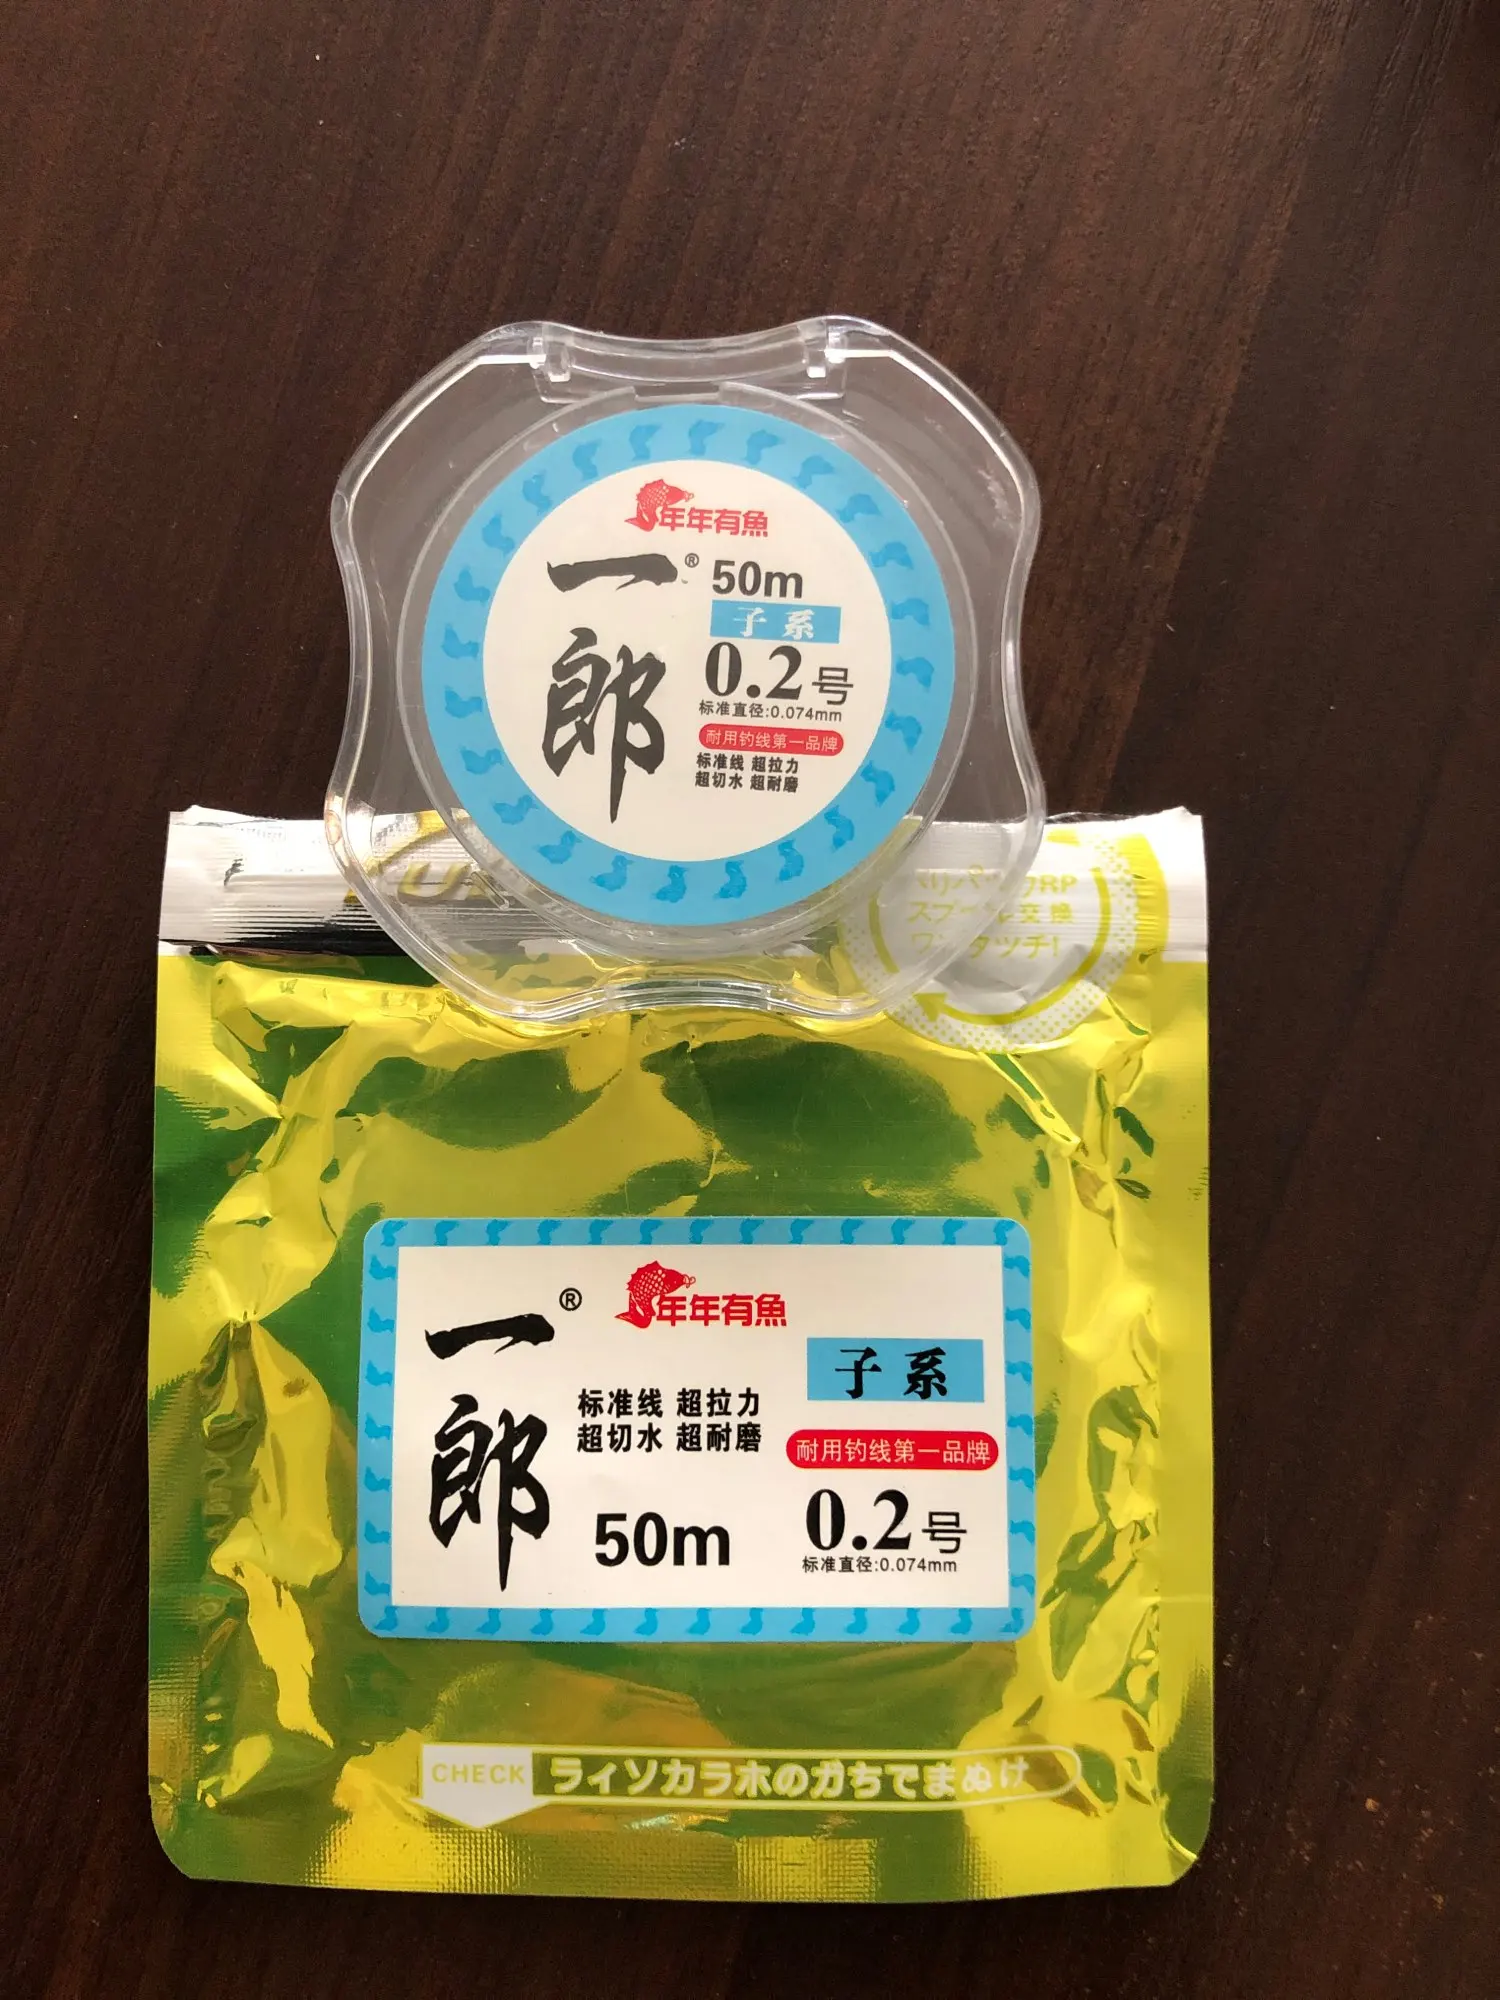 年年有魚
一郎
®
50m
子系
0.2号
标准直径:0.074mm
耐用钓线第一品牌
标准线 超拉力
超切水 超耐磨
RP
交換
CHECK
ライソカラホのガちでまぬけ
年年有魚
一郎
®
子系
标准线 超拉力
超切水 超耐磨
耐用钓线第一品牌
50m
0.2号
标准直径:0.074mm